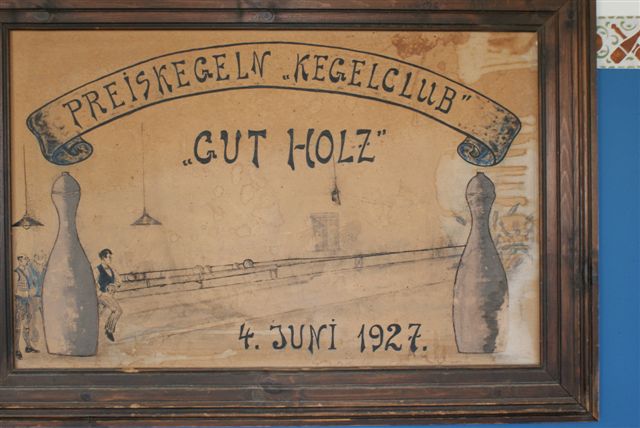 PREISKEGELN „KEGELCLUB"
„GUT HOLZ"
4. JUNI 1927.